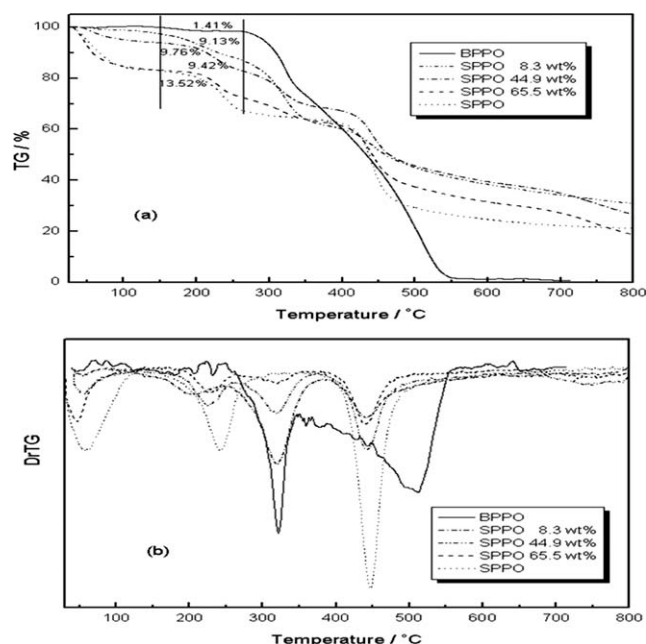 100
80
60
40
20
0
TG / %
1.41%
9.13%
9.76%
9.42%
13.52%
(a)
BPPO
SPPO 8.3 wt%
SPPO 44.9 wt%
SPPO 65.5 wt%
SPPO
100 200 300 400 500 600 700 800
Temperature / °C
DrTG
(b)
BPPO
SPPO 8.3 wt%
SPPO 44.9 wt%
SPPO 65.5 wt%
SPPO
100 200 300 400 500 600 700 800
Temperature / °C